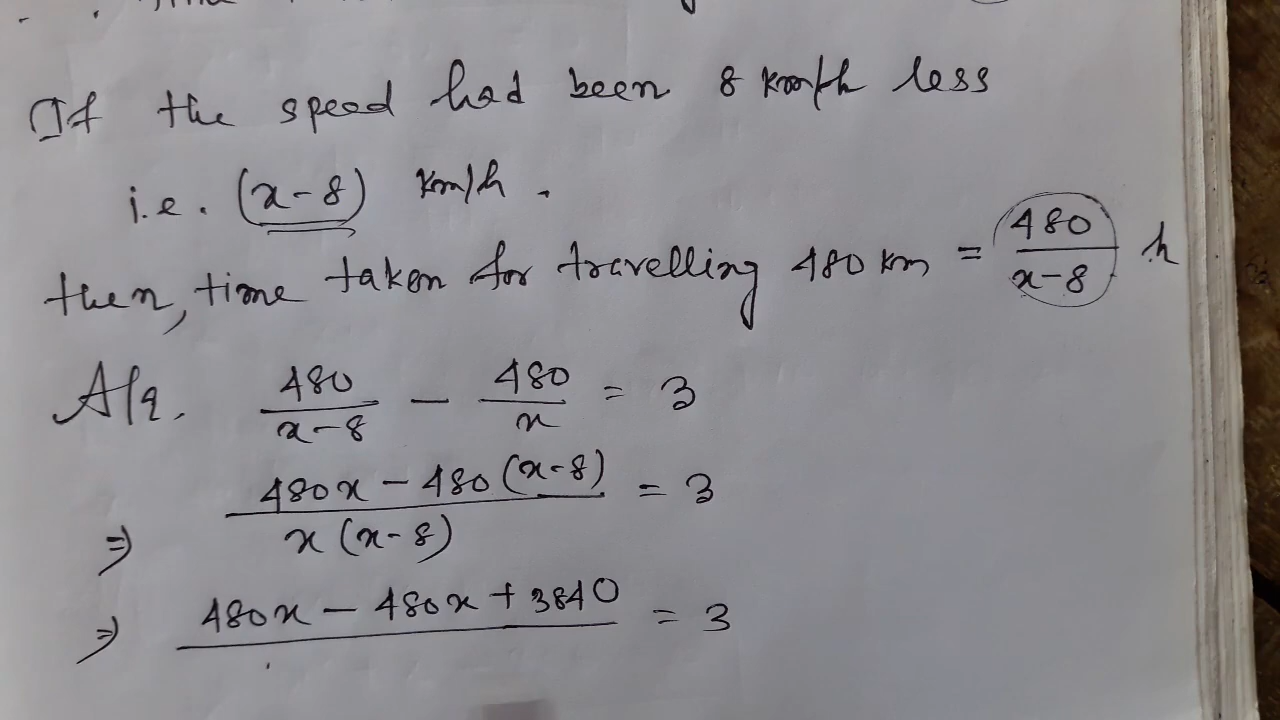 If the speed had been 8 km/h less
i.e. (x-8) km/h.
then, time taken for travelling 480 km = 480/(x-8) h
A/q. 480/(x-8) - 480/x = 3
⇒ (480x - 480(x-8))/(x(x-8)) = 3
⇒ 480x - 480x + 3840 = 3